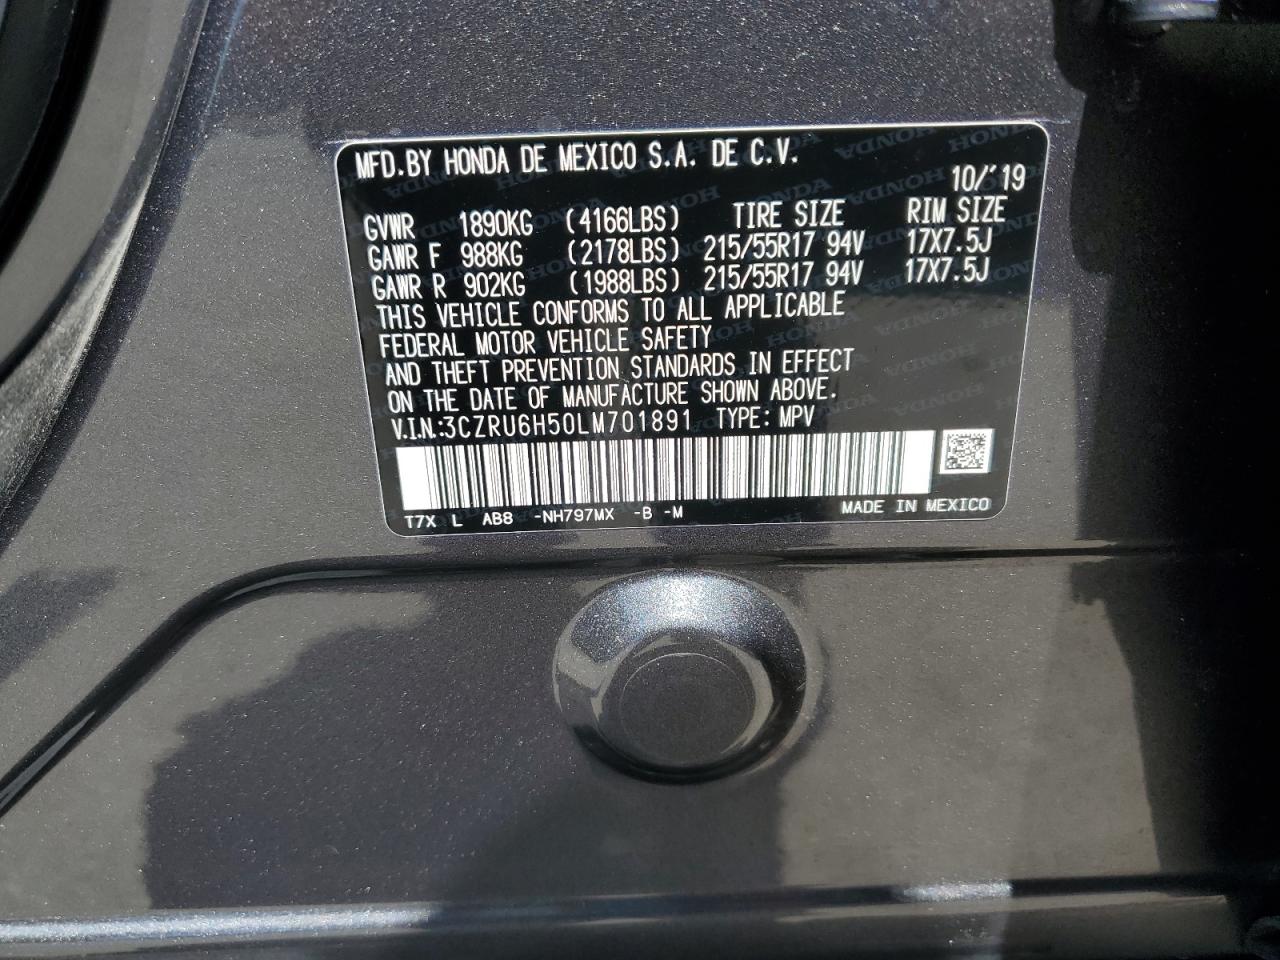 MFD.BY HONDA DE MEXICO S.A. DE C.V.
10/'19
GVWR 1890KG (4166LBS) TIRE SIZE RIM SIZE
GAWR F 988KG (2178LBS) 215/55R17 94V 17X7.5J
GAWR R 902KG (1988LBS) 215/55R17 94V 17X7.5J
THIS VEHICLE CONFORMS TO ALL APPLICABLE
FEDERAL MOTOR VEHICLE SAFETY
AND THEFT PREVENTION STANDARDS IN EFFECT
ON THE DATE OF MANUFACTURE SHOWN ABOVE.
V.I.N.:3CZRU6H50LM701891 TYPE: MPV
T7X L AB8 -NH797MX -B -M MADE IN MEXICO